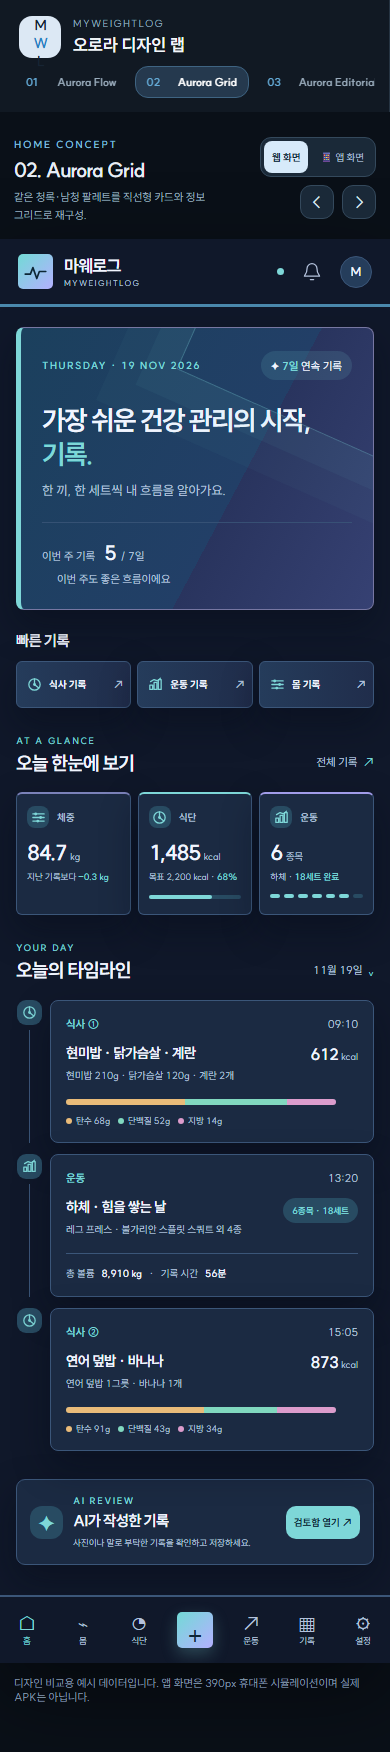 M
W
MYWEIGHTLOG
오로라 디자인 랩
01 Aurora Flow 02 Aurora Grid 03 Aurora Editoria
HOME CONCEPT
02. Aurora Grid
같은 청록·남청 팔레트를 직선형 카드와 정보
그리드로 재구성.
웹 화면 앱 화면
마웨로그
MYWEIGHTLOG
M
THURSDAY · 19 NOV 2026
✦ 7일 연속 기록
가장 쉬운 건강 관리의 시작,
기록.
한 끼, 한 세트씩 내 흐름을 알아가요.
이번 주 기록 5 / 7일
이번 주도 좋은 흐름이에요
빠른 기록
식사 기록 ↗ 운동 기록 ↗ 몸 기록 ↗
AT A GLANCE
오늘 한눈에 보기
전체 기록 ↗
체중
84.7 kg
지난 기록보다 −0.3 kg
식단
1,485 kcal
목표 2,200 kcal · 68%
운동
6 종목
하체 · 18세트 완료
YOUR DAY
오늘의 타임라인
11월 19일 ⌄
식사 ① 09:10
현미밥 · 닭가슴살 · 계란 612 kcal
현미밥 210g · 닭가슴살 120g · 계란 2개
탄수 68g 단백질 52g 지방 14g
운동 13:20
하체 · 힘을 쌓는 날 6종목 · 18세트
레그 프레스 · 불가리안 스플릿 스쿼트 외 4종
총 볼륨 8,910 kg · 기록 시간 56분
식사 ② 15:05
연어 덮밥 · 바나나 873 kcal
연어 덮밥 1그릇 · 바나나 1개
탄수 91g 단백질 43g 지방 34g
AI REVIEW
AI가 작성한 기록
사진이나 말로 부탁한 기록을 확인하고 저장하세요.
검토함 열기 ↗
홈 몸 식단 + 운동 기록 설정
디자인 비교용 예시 데이터입니다. 앱 화면은 390px 휴대폰 시뮬레이션이며 실제
APK는 아닙니다.